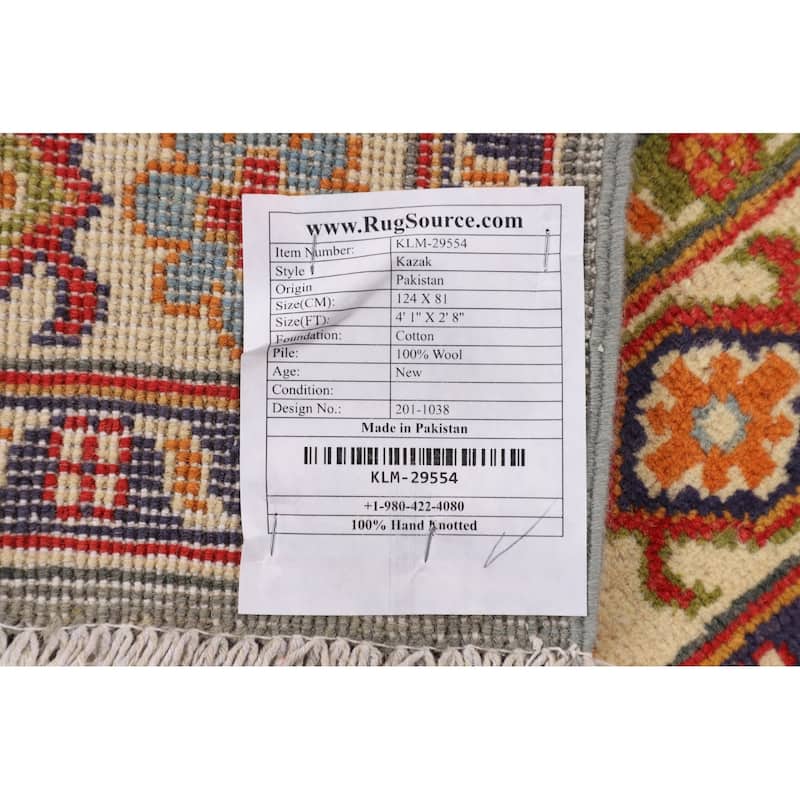 www.RugSource.com
Item Number: KLM-29554
Style Kazak
Origin Pakistan
Size(CM): 124 X 81
Size(FT): 4' 1" X 2' 8"
Foundation: Cotton
Pile: 100% Wool
Age: New
Condition:
Design No.: 201-1038
Made in Pakistan
KLM-29554
+1-980-422-4080
100% Hand Knotted